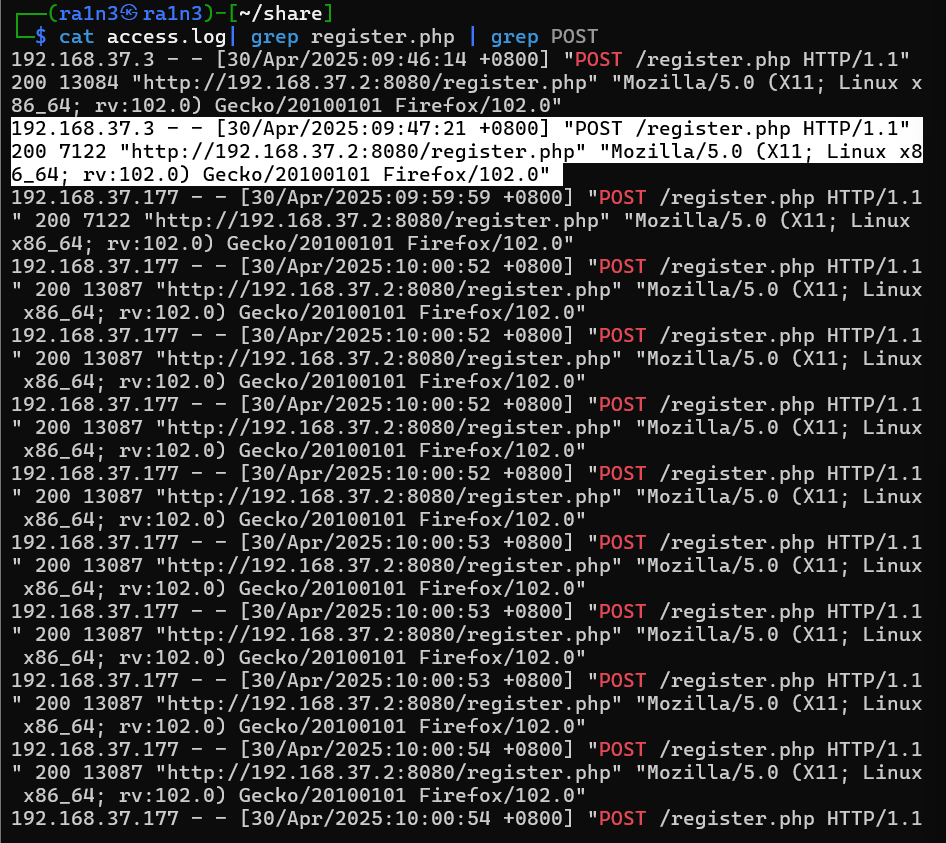 ┌──(ra1n3㉿ra1n3)-[~/share]
└─$ cat access.log| grep register.php | grep POST
192.168.37.3 - - [30/Apr/2025:09:46:14 +0800] "POST /register.php HTTP/1.1"
200 13084 "http://192.168.37.2:8080/register.php" "Mozilla/5.0 (X11; Linux x
86_64; rv:102.0) Gecko/20100101 Firefox/102.0"
192.168.37.3 - - [30/Apr/2025:09:47:21 +0800] "POST /register.php HTTP/1.1"
200 7122 "http://192.168.37.2:8080/register.php" "Mozilla/5.0 (X11; Linux x8
6_64; rv:102.0) Gecko/20100101 Firefox/102.0"
192.168.37.177 - - [30/Apr/2025:09:59:59 +0800] "POST /register.php HTTP/1.1
" 200 7122 "http://192.168.37.2:8080/register.php" "Mozilla/5.0 (X11; Linux
x86_64; rv:102.0) Gecko/20100101 Firefox/102.0"
192.168.37.177 - - [30/Apr/2025:10:00:52 +0800] "POST /register.php HTTP/1.1
" 200 13087 "http://192.168.37.2:8080/register.php" "Mozilla/5.0 (X11; Linux
 x86_64; rv:102.0) Gecko/20100101 Firefox/102.0"
192.168.37.177 - - [30/Apr/2025:10:00:52 +0800] "POST /register.php HTTP/1.1
" 200 13087 "http://192.168.37.2:8080/register.php" "Mozilla/5.0 (X11; Linux
 x86_64; rv:102.0) Gecko/20100101 Firefox/102.0"
192.168.37.177 - - [30/Apr/2025:10:00:52 +0800] "POST /register.php HTTP/1.1
" 200 13087 "http://192.168.37.2:8080/register.php" "Mozilla/5.0 (X11; Linux
 x86_64; rv:102.0) Gecko/20100101 Firefox/102.0"
192.168.37.177 - - [30/Apr/2025:10:00:52 +0800] "POST /register.php HTTP/1.1
" 200 13087 "http://192.168.37.2:8080/register.php" "Mozilla/5.0 (X11; Linux
 x86_64; rv:102.0) Gecko/20100101 Firefox/102.0"
192.168.37.177 - - [30/Apr/2025:10:00:53 +0800] "POST /register.php HTTP/1.1
" 200 13087 "http://192.168.37.2:8080/register.php" "Mozilla/5.0 (X11; Linux
 x86_64; rv:102.0) Gecko/20100101 Firefox/102.0"
192.168.37.177 - - [30/Apr/2025:10:00:53 +0800] "POST /register.php HTTP/1.1
" 200 13087 "http://192.168.37.2:8080/register.php" "Mozilla/5.0 (X11; Linux
 x86_64; rv:102.0) Gecko/20100101 Firefox/102.0"
192.168.37.177 - - [30/Apr/2025:10:00:53 +0800] "POST /register.php HTTP/1.1
" 200 13087 "http://192.168.37.2:8080/register.php" "Mozilla/5.0 (X11; Linux
 x86_64; rv:102.0) Gecko/20100101 Firefox/102.0"
192.168.37.177 - - [30/Apr/2025:10:00:54 +0800] "POST /register.php HTTP/1.1
" 200 13087 "http://192.168.37.2:8080/register.php" "Mozilla/5.0 (X11; Linux
 x86_64; rv:102.0) Gecko/20100101 Firefox/102.0"
192.168.37.177 - - [30/Apr/2025:10:00:54 +0800] "POST /register.php HTTP/1.1